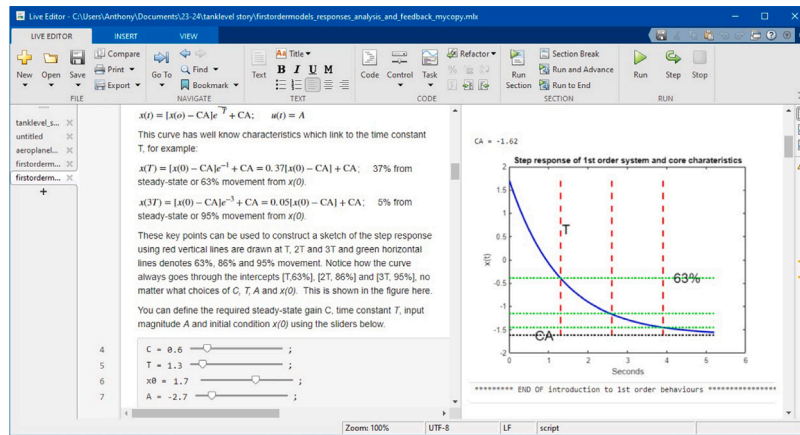 Live Editor - C:\Users\Anthony\Documents\23-24\tanklevel story\firstordermodels_responses_analysis_and_feedback_mycopy.mlx
LIVE EDITOR INSERT VIEW
New Open Save
Compare
Print
Export
FILE
Go To
Find
Bookmark
NAVIGATE
Text
Aa Title
B I U M
TEXT
Code Control Task
Refactor
CODE
Run Section
Section Break
Run and Advance
Run to End
SECTION
Run Step Stop
RUN
tanklevel_s...
untitled
aeroplanel...
firstorderm...
firstorderm...
+
x(t) = [x(o) − CA]e^−t/T + CA; u(t) = A
This curve has well know characteristics which link to the time constant
T, for example:
x(T) = [x(0) − CA]e^−1 + CA = 0.37[x(0) − CA] + CA; 37% from
steady-state or 63% movement from x(0).
x(3T) = [x(0) − CA]e^−3 + CA = 0.05[x(0) − CA] + CA; 5% from
steady-state or 95% movement from x(0).
These key points can be used to construct a sketch of the step response
using red vertical lines are drawn at T, 2T and 3T and green horizontal
lines denotes 63%, 86% and 95% movement. Notice how the curve
always goes through the intercepts [T,63%], [2T, 86%] and [3T, 95%], no
matter what choices of C, T, A and x(0). This is shown in the figure here.
You can define the required steady-state gain C, time constant T, input
magnitude A and initial condition x(0) using the sliders below.
4 C = 0.6 ;
5 T = 1.3 ;
6 x0 = 1.7 ;
7 A = -2.7 ;
CA = -1.62
Step response of 1st order system and core charateristics
2
1.5
1
0.5
0
-0.5
-1
-1.5
-2
x(t)
T
63%
CA
0 1 2 3 4 5 6
Seconds
********* END OF introduction to 1st order behaviours ****************
Zoom: 100% UTF-8 LF script